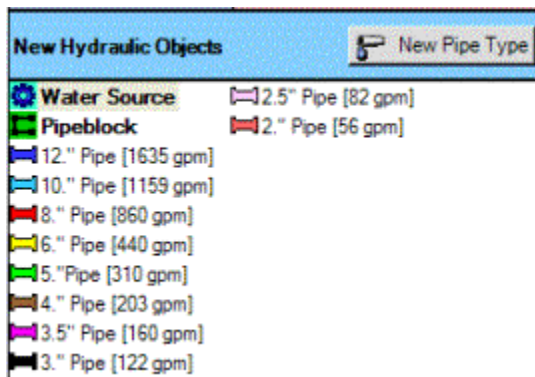 New Hydraulic Objects
New Pipe Type
Water Source
Pipeblock
12." Pipe [1635 gpm]
10." Pipe [1159 gpm]
8." Pipe [860 gpm]
6." Pipe [440 gpm]
5."Pipe [310 gpm]
4." Pipe [203 gpm]
3.5" Pipe [160 gpm]
3." Pipe [122 gpm]
2.5" Pipe [82 gpm]
2." Pipe [56 gpm]